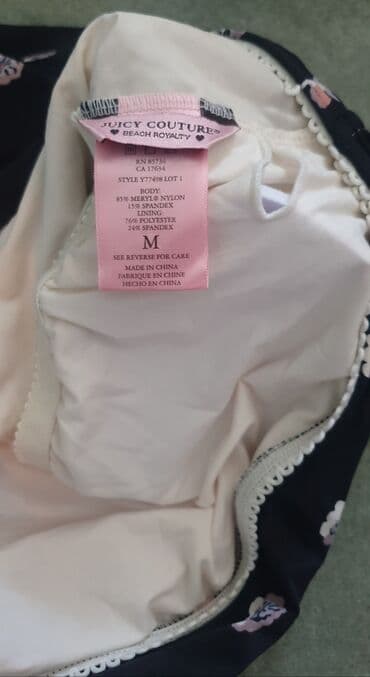 JUICY COUTURE®
♥ BEACH ROYALTY ♥
RN 85736
CA 17654
STYLE Y77498 LOT 1
BODY:
85% MERYL® NYLON
15% SPANDEX
LINING:
76% POLYESTER
24% SPANDEX
M
SEE REVERSE FOR CARE
MADE IN CHINA
FABRIQUE EN CHINE
HECHO EN CHINA